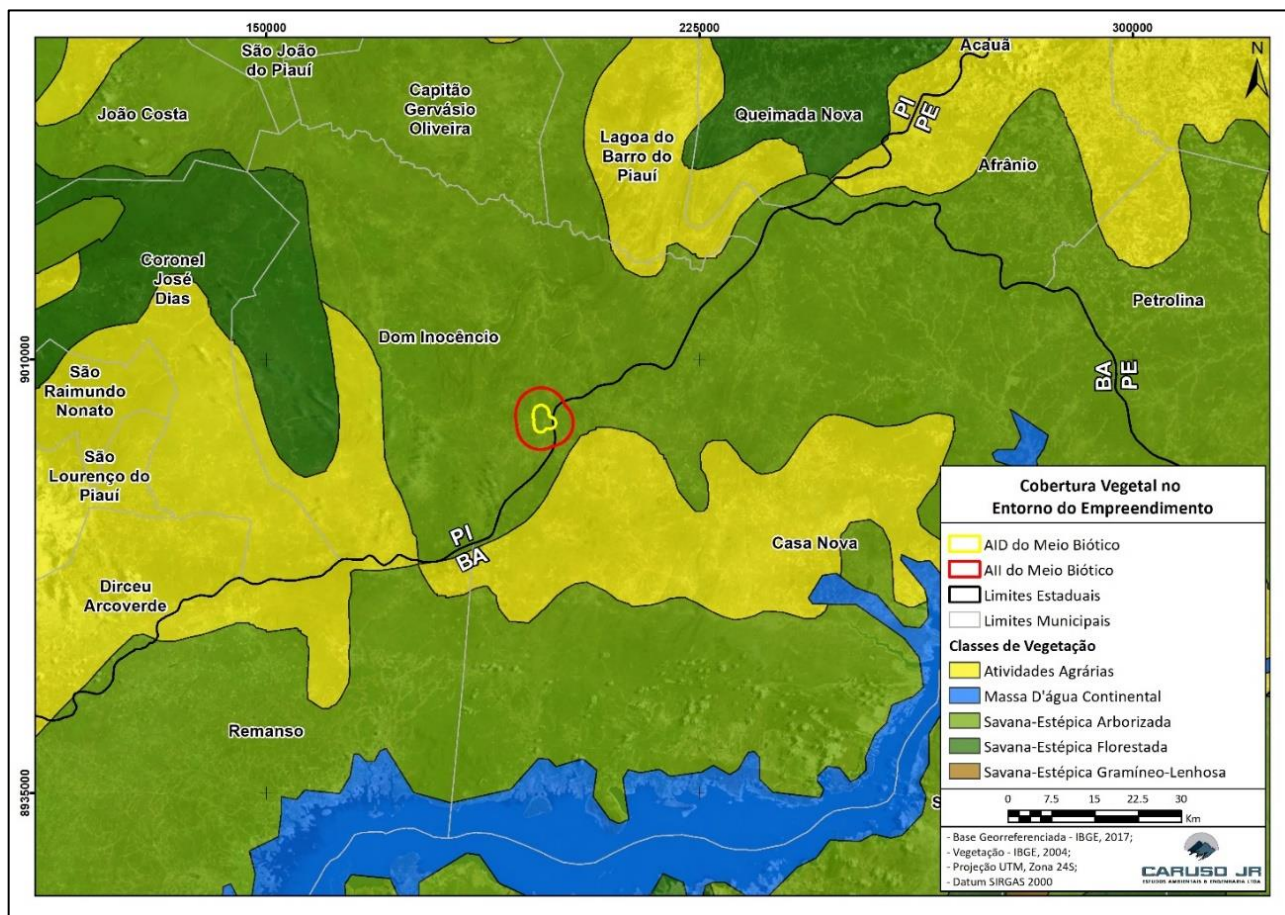 150000
225000
300000
São João
do Piauí
Acauã
N
João Costa
Capitão
Gervásio
Oliveira
Queimada Nova
PI
PE
Lagoa do
Barro do
Piauí
Afrânio
Coronel
José
Dias
Petrolina
Dom Inocêncio
9010000
São
Raimundo
Nonato
BA
PE
São
Lourenço do
Piauí
Casa Nova
PI
BA
Dirceu
Arcoverde
Remanso
8935000
S
Cobertura Vegetal no
Entorno do Empreendimento
AID do Meio Biótico
AII do Meio Biótico
Limites Estaduais
Limites Municipais
Classes de Vegetação
Atividades Agrárias
Massa D'água Continental
Savana-Estépica Arborizada
Savana-Estépica Florestada
Savana-Estépica Gramíneo-Lenhosa
0 7.5 15 22.5 30
Km
- Base Georreferenciada - IBGE, 2017;
- Vegetação - IBGE, 2004;
- Projeção UTM, Zona 24S;
- Datum SIRGAS 2000
CARUSO JR
ESTUDOS AMBIENTAIS & ENGENHARIA LTDA